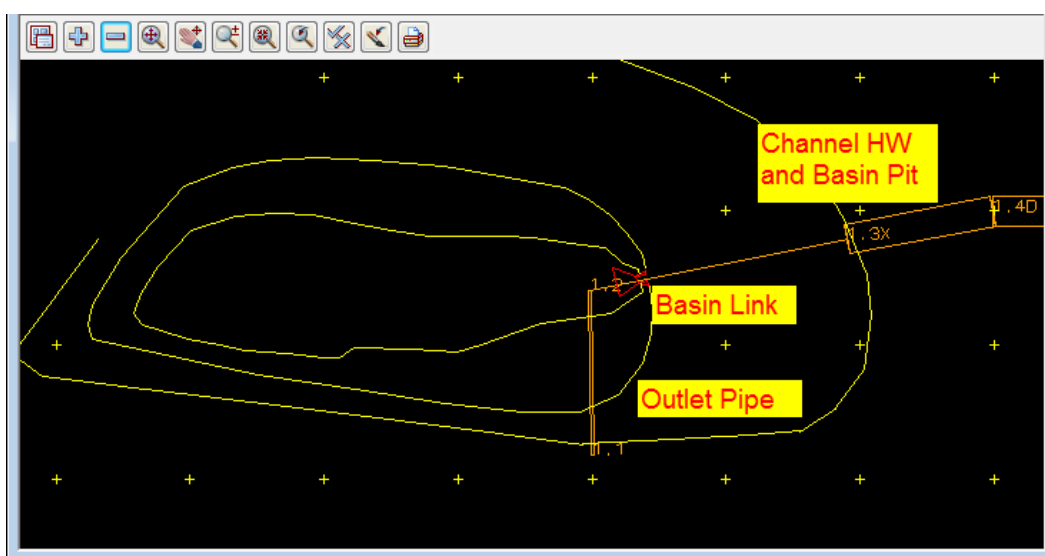 Channel HW
and Basin Pit
1.4D
1.3X
1.2
Basin Link
Outlet Pipe
1.1